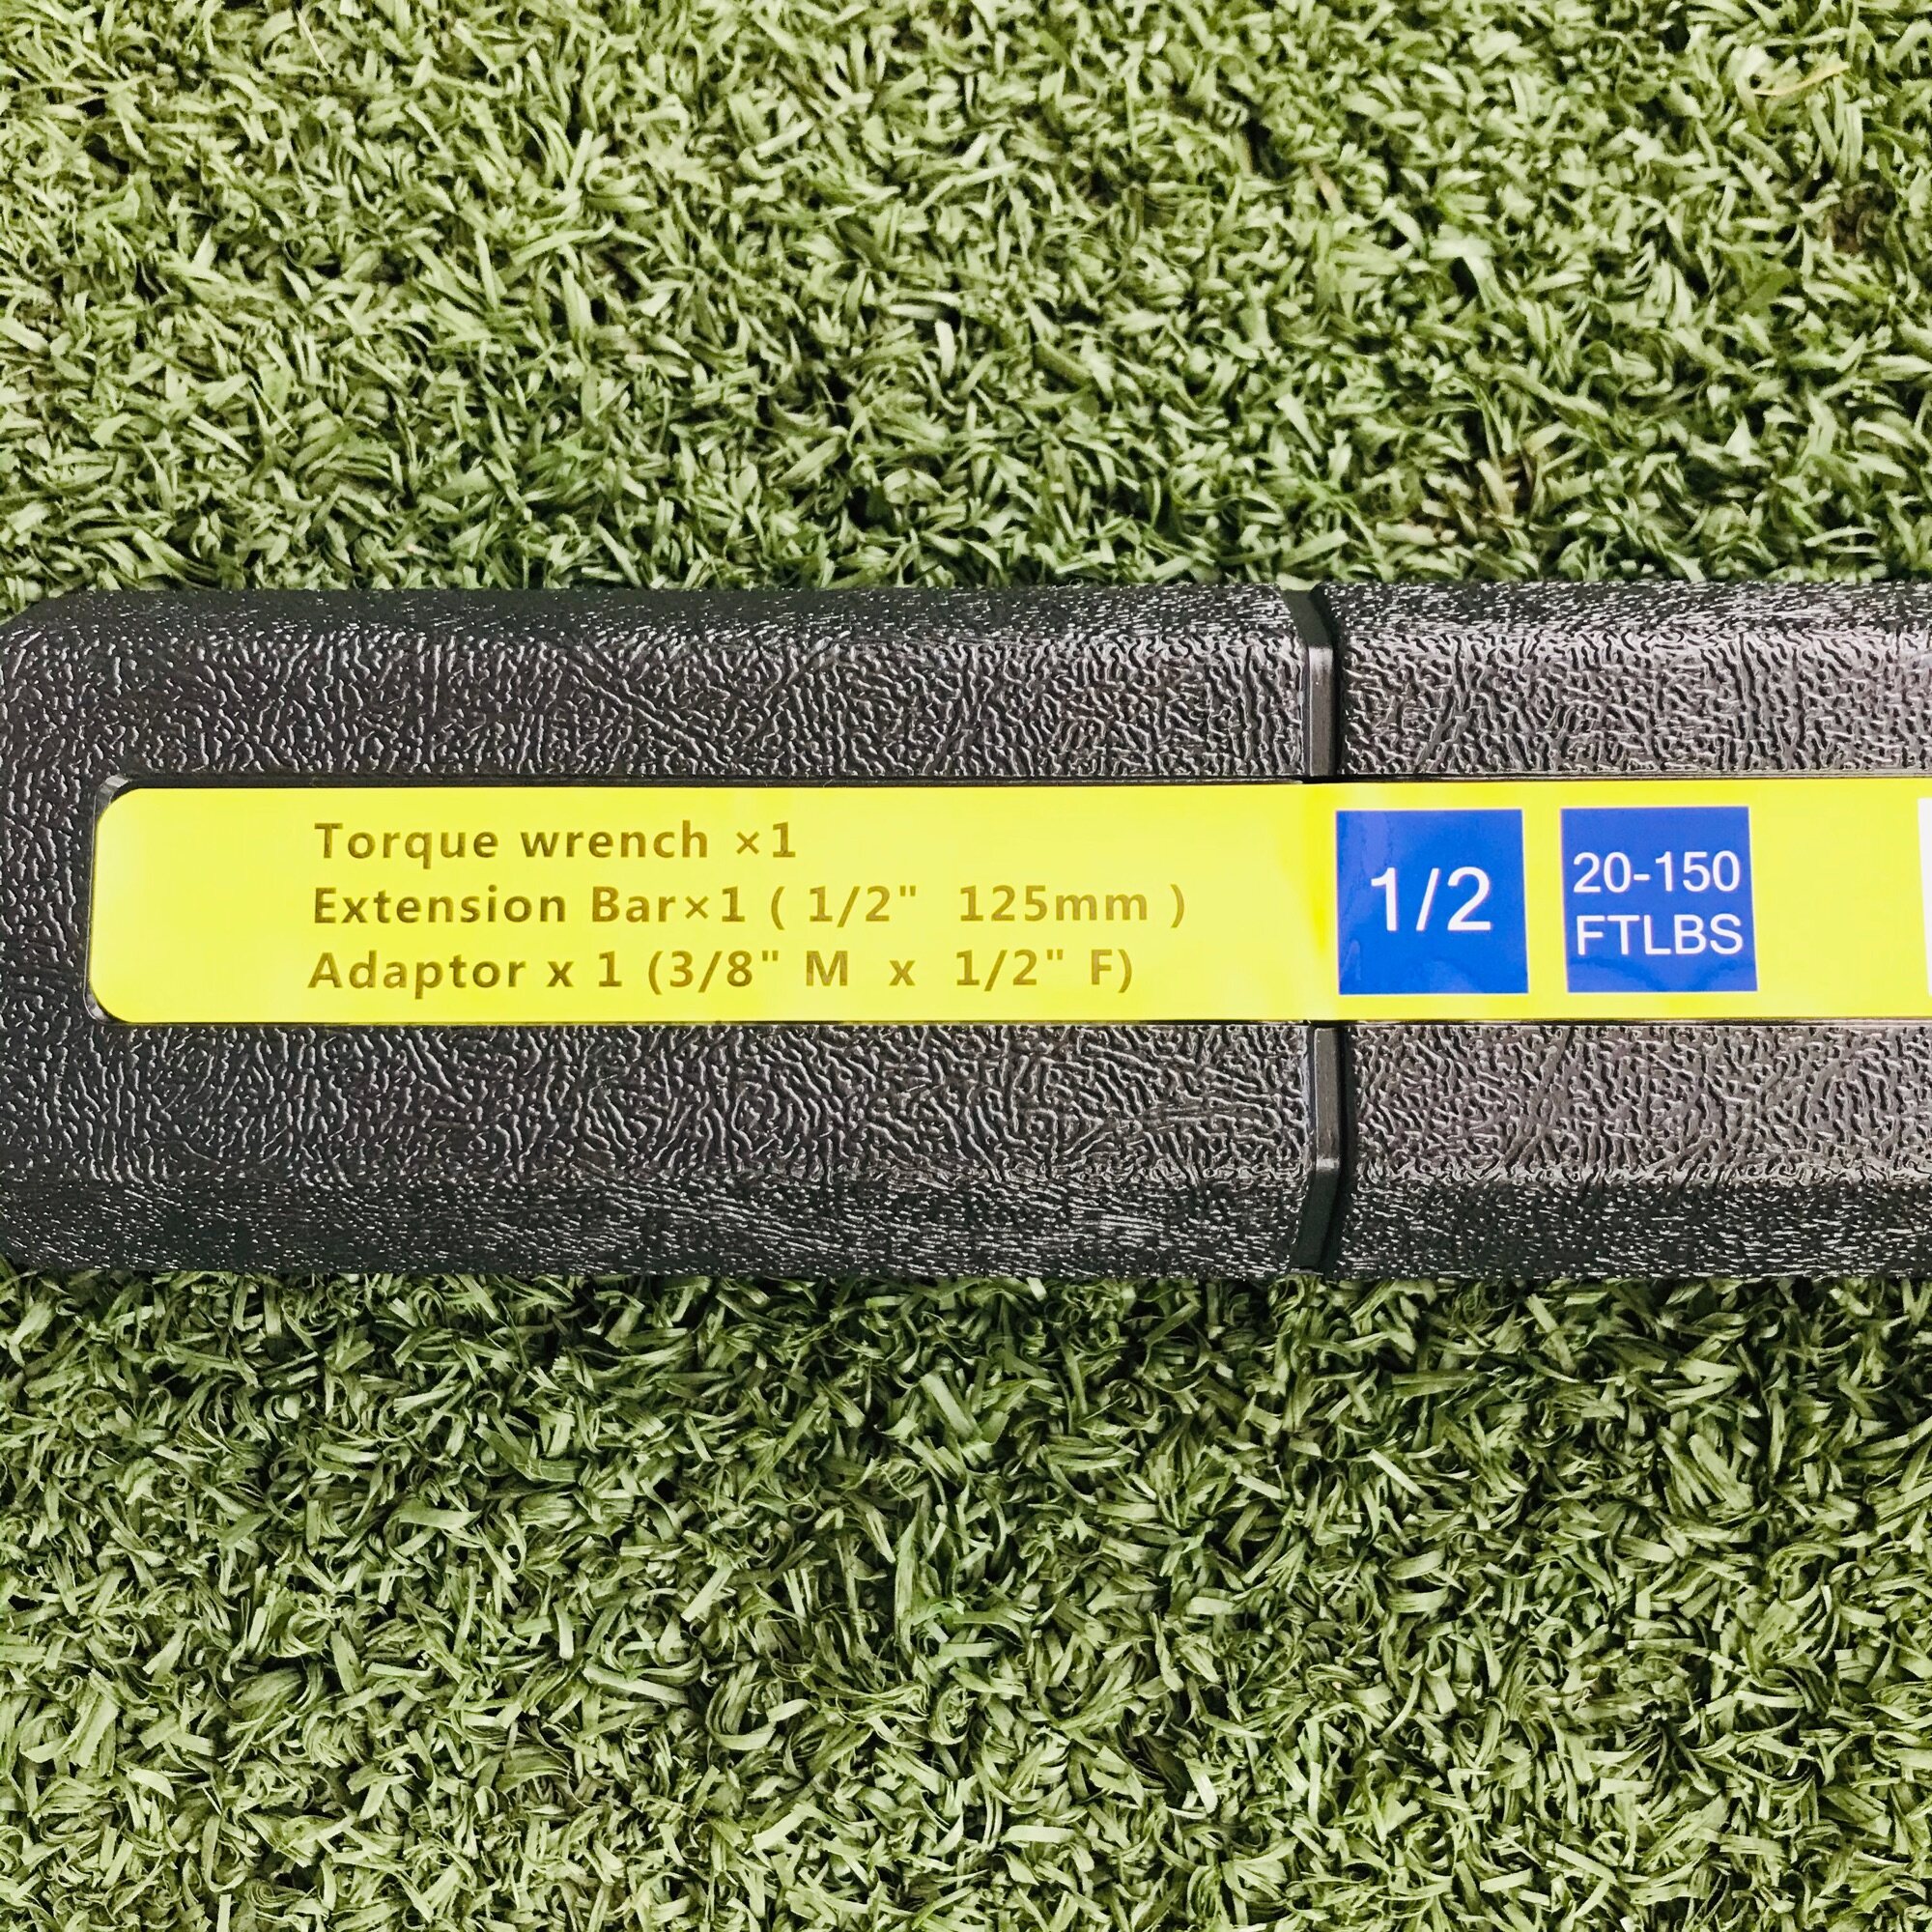 Torque wrench ×1
Extension Bar×1 ( 1/2" 125mm )
Adaptor x 1 (3/8" M x 1/2" F)
1/2
20-150
FTLBS